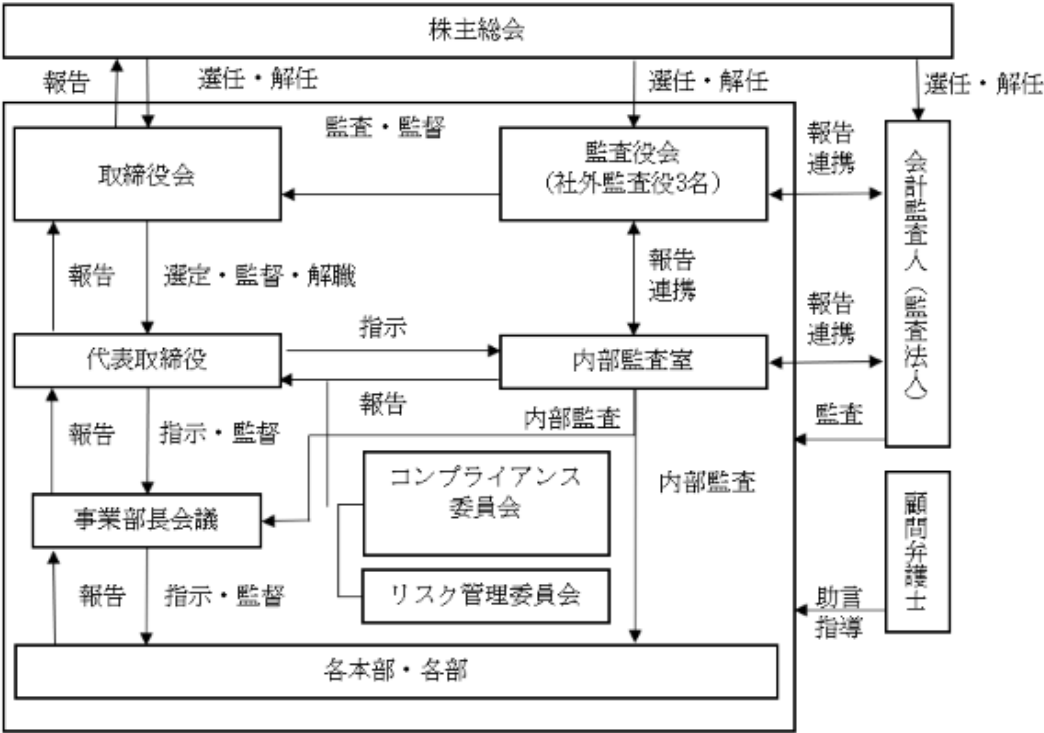 株主総会
報告
選任・解任
選任・解任
選任・解任
監査・監督
取締役会
監査役会
（社外監査役3名）
報告
連携
会計監査人（監査法人）
報告
選定・監督・解職
報告
連携
報告
連携
指示
代表取締役
内部監査室
報告
内部監査
監査
報告
指示・監督
コンプライアンス
委員会
内部監査
顧問弁護士
事業部長会議
リスク管理委員会
報告
指示・監督
助言
指導
各本部・各部